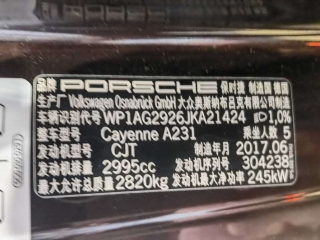 品牌 PORSCHE 保时捷 制造国 德国
生产厂 Volkswagen Osnabrück GmbH 大众奥斯纳布吕克有限公司制造
车辆识别代号 WP1AG2926JKA21424 1,0%
整车型号 Cayenne A231 乘坐人数 5
发动机型号 CJT 制造年月 2017.06
发动机排量 2995cc 发动机序列号 304238
最大允许总质量 2820kg 发动机最大净功率 245kW